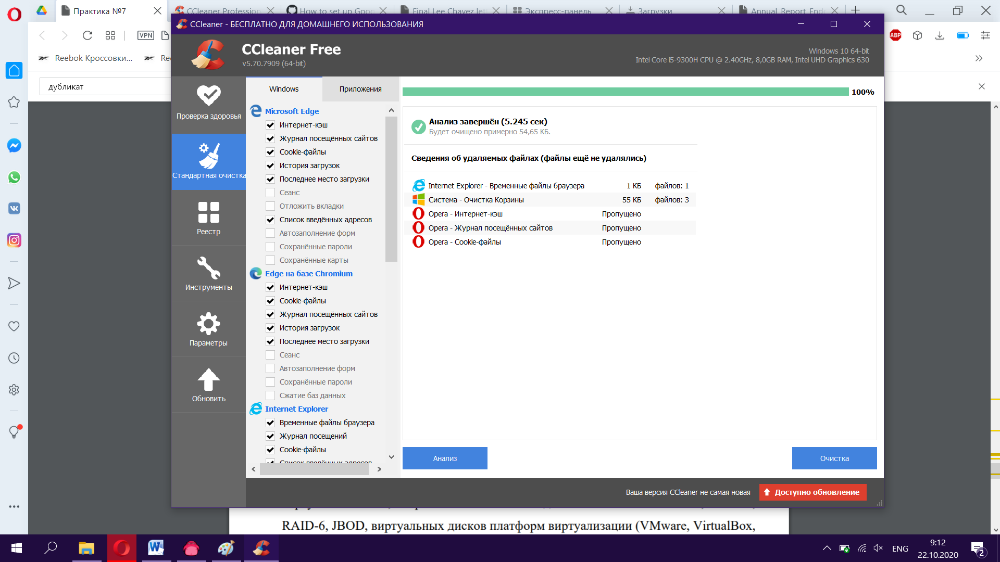 Практика №7
CCleaner Profession
How to set up Goog
Final Lee Chavez let
Экспресс-панель
Загрузки
Annual_Report_Ende
CCleaner - БЕСПЛАТНО ДЛЯ ДОМАШНЕГО ИСПОЛЬЗОВАНИЯ
VPN
ABP
Reebok Кроссовки...
Ree
дубликат
CCleaner Free
v5.70.7909 (64-bit)
Windows 10 64-bit
Intel Core i5-9300H CPU @ 2.40GHz, 8,0GB RAM, Intel UHD Graphics 630
Проверка здоровья
Стандартная очистка
Реестр
Инструменты
Параметры
Обновить
Windows
Приложения
Microsoft Edge
Интернет-кэш
Журнал посещённых сайтов
Cookie-файлы
История загрузок
Последнее место загрузки
Сеанс
Отложить вкладки
Список введённых адресов
Автозаполнение форм
Сохранённые пароли
Сохранённые карты
Edge на базе Chromium
Интернет-кэш
Cookie-файлы
Журнал посещённых сайтов
История загрузок
Последнее место загрузки
Сеанс
Автозаполнение форм
Сохранённые пароли
Сжатие баз данных
Internet Explorer
Временные файлы браузера
Журнал посещений
Cookie-файлы
Список введённых адресов
100%
Анализ завершён (5.245 сек)
Будет очищено примерно 54,65 КБ.
Сведения об удаляемых файлах (файлы ещё не удалялись)
Internet Explorer - Временные файлы браузера 1 КБ файлов: 1
Система - Очистка Корзины 55 КБ файлов: 3
Opera - Интернет-кэш Пропущено
Opera - Журнал посещённых сайтов Пропущено
Opera - Cookie-файлы Пропущено
Анализ
Очистка
Ваша версия CCleaner не самая новая
Доступно обновление
RAID-6, JBOD, виртуальных дисков платформ виртуализации (VMware, VirtualBox,
ENG
9:12
22.10.2020
2